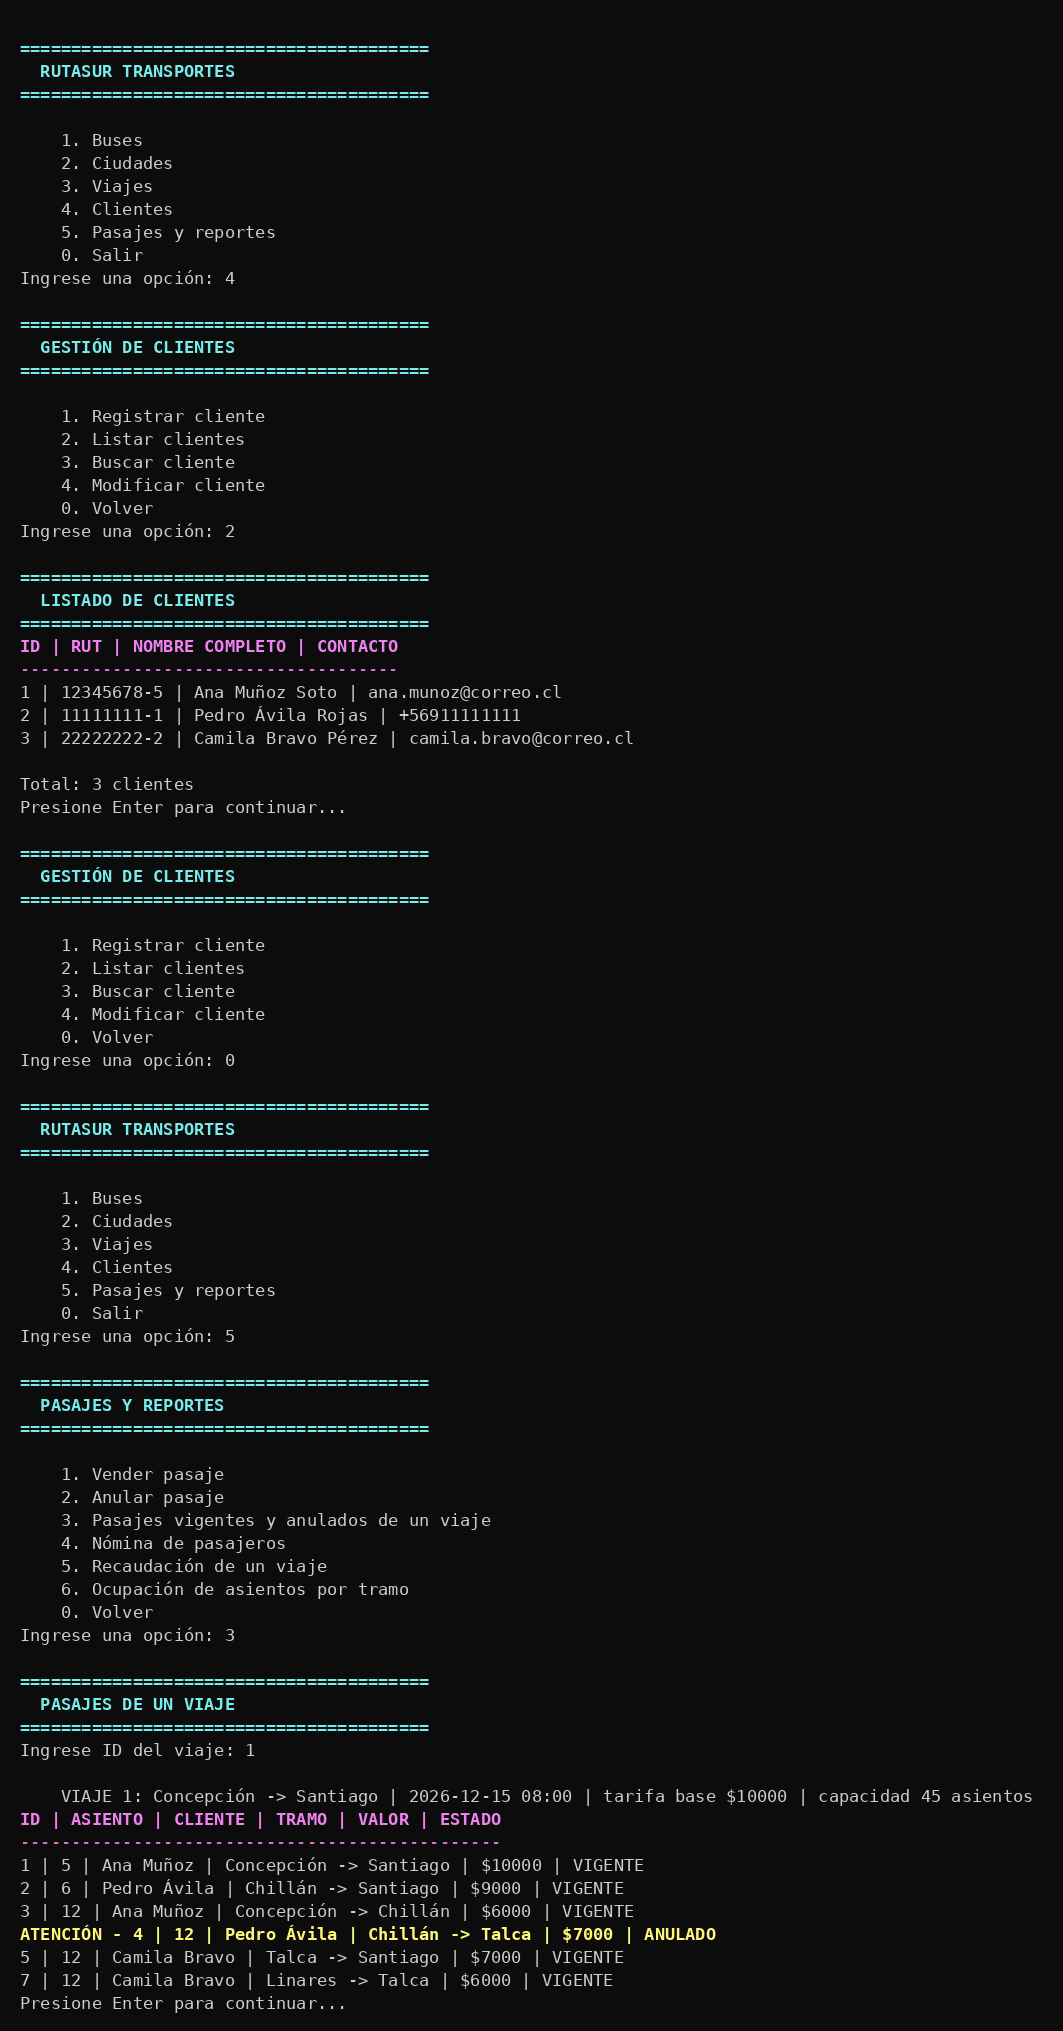 ========================================
  RUTASUR TRANSPORTES
========================================

    1. Buses
    2. Ciudades
    3. Viajes
    4. Clientes
    5. Pasajes y reportes
    0. Salir
Ingrese una opción: 4

========================================
  GESTIÓN DE CLIENTES
========================================

    1. Registrar cliente
    2. Listar clientes
    3. Buscar cliente
    4. Modificar cliente
    0. Volver
Ingrese una opción: 2

========================================
  LISTADO DE CLIENTES
========================================
ID | RUT | NOMBRE COMPLETO | CONTACTO
-------------------------------------
1 | 12345678-5 | Ana Muñoz Soto | ana.munoz@correo.cl
2 | 11111111-1 | Pedro Ávila Rojas | +56911111111
3 | 22222222-2 | Camila Bravo Pérez | camila.bravo@correo.cl

Total: 3 clientes
Presione Enter para continuar...

========================================
  GESTIÓN DE CLIENTES
========================================

    1. Registrar cliente
    2. Listar clientes
    3. Buscar cliente
    4. Modificar cliente
    0. Volver
Ingrese una opción: 0

========================================
  RUTASUR TRANSPORTES
========================================

    1. Buses
    2. Ciudades
    3. Viajes
    4. Clientes
    5. Pasajes y reportes
    0. Salir
Ingrese una opción: 5

========================================
  PASAJES Y REPORTES
========================================

    1. Vender pasaje
    2. Anular pasaje
    3. Pasajes vigentes y anulados de un viaje
    4. Nómina de pasajeros
    5. Recaudación de un viaje
    6. Ocupación de asientos por tramo
    0. Volver
Ingrese una opción: 3

========================================
  PASAJES DE UN VIAJE
========================================
Ingrese ID del viaje: 1

    VIAJE 1: Concepción -> Santiago | 2026-12-15 08:00 | tarifa base $10000 | capacidad 45 asientos
ID | ASIENTO | CLIENTE | TRAMO | VALOR | ESTADO
-----------------------------------------------
1 | 5 | Ana Muñoz | Concepción -> Santiago | $10000 | VIGENTE
2 | 6 | Pedro Ávila | Chillán -> Santiago | $9000 | VIGENTE
3 | 12 | Ana Muñoz | Concepción -> Chillán | $6000 | VIGENTE
ATENCIÓN - 4 | 12 | Pedro Ávila | Chillán -> Talca | $7000 | ANULADO
5 | 12 | Camila Bravo | Talca -> Santiago | $7000 | VIGENTE
7 | 12 | Camila Bravo | Linares -> Talca | $6000 | VIGENTE
Presione Enter para continuar...